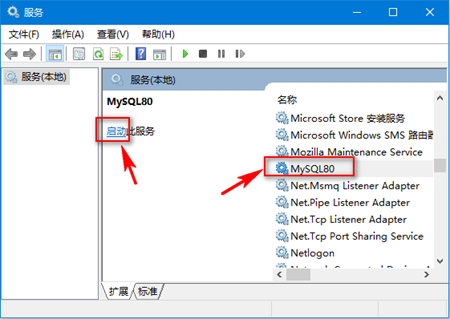 服务
文件(F) 操作(A) 查看(V) 帮助(H)
服务(本地)
服务(本地)
MySQL80
启动此服务
名称
Microsoft Store 安装服务
Microsoft Windows SMS 路由器
Mozilla Maintenance Service
MySQL80
Net.Msmq Listener Adapter
Net.Pipe Listener Adapter
Net.Tcp Listener Adapter
Net.Tcp Port Sharing Service
Netlogon
扩展 标准